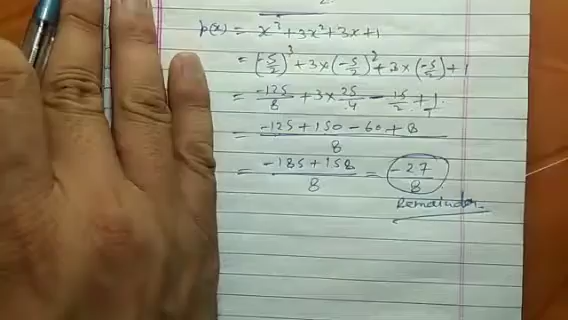 p(x) = x³ + 3x² + 3x + 1
= (-5/2)³ + 3 × (-5/2)² + 3 × (-5/2) + 1
= -125/8 + 3 × 25/4 - 15/2 + 1/1
= -125 + 150 - 60 + 8 / 8
= -185 + 158 / 8 = -27/8
Remainder.